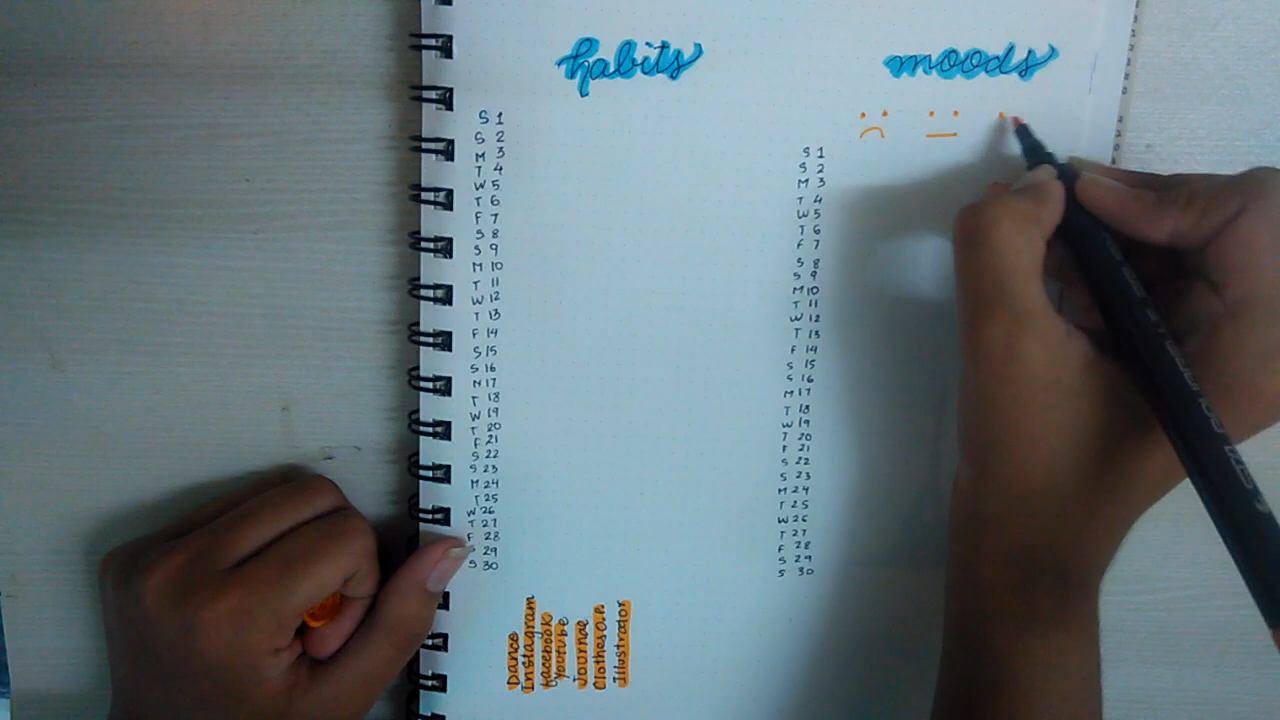 habits
moods
S 1
S 2
M 3
T 4
W 5
T 6
F 7
S 8
S 9
M 10
T 11
W 12
T 13
F 14
S 15
S 16
M 17
T 18
W 19
T 20
F 21
S 22
S 23
M 24
T 25
W 26
T 27
F 28
S 29
S 30
S 1
S 2
M 3
T 4
W 5
T 6
F 7
S 8
S 9
M 10
T 11
W 12
T 13
F 14
S 15
S 16
M 17
T 18
W 19
T 20
F 21
S 22
S 23
M 24
T 25
W 26
T 27
F 28
S 29
S 30
Dance
Instagram
facebook
Youtube
Journal
Illustrator